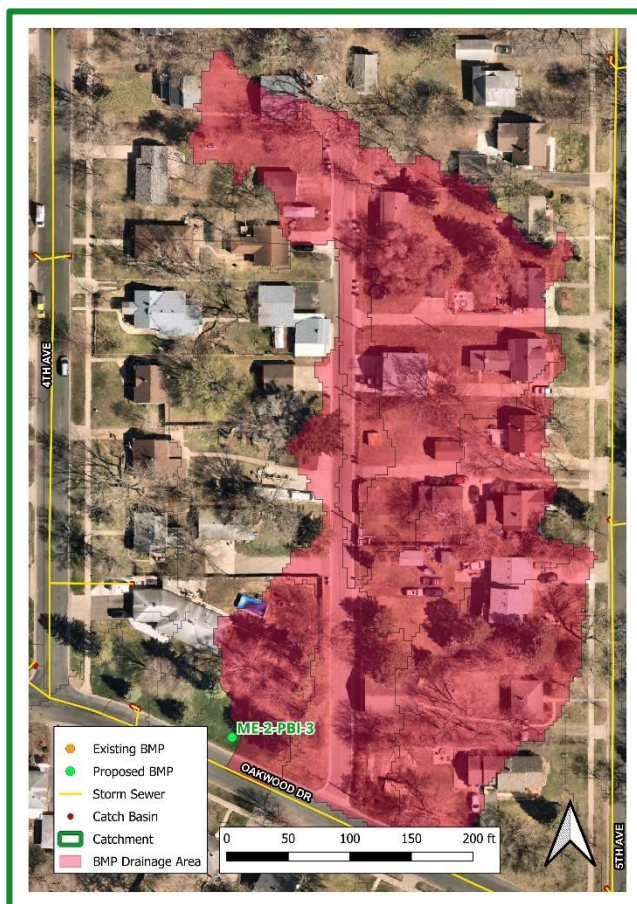 4TH AVE
ME-2-PBI-3
OAKWOOD DR
5TH AVE
Existing BMP
Proposed BMP
Storm Sewer
Catch Basin
Catchment
BMP Drainage Area
0 50 100 150 200 ft